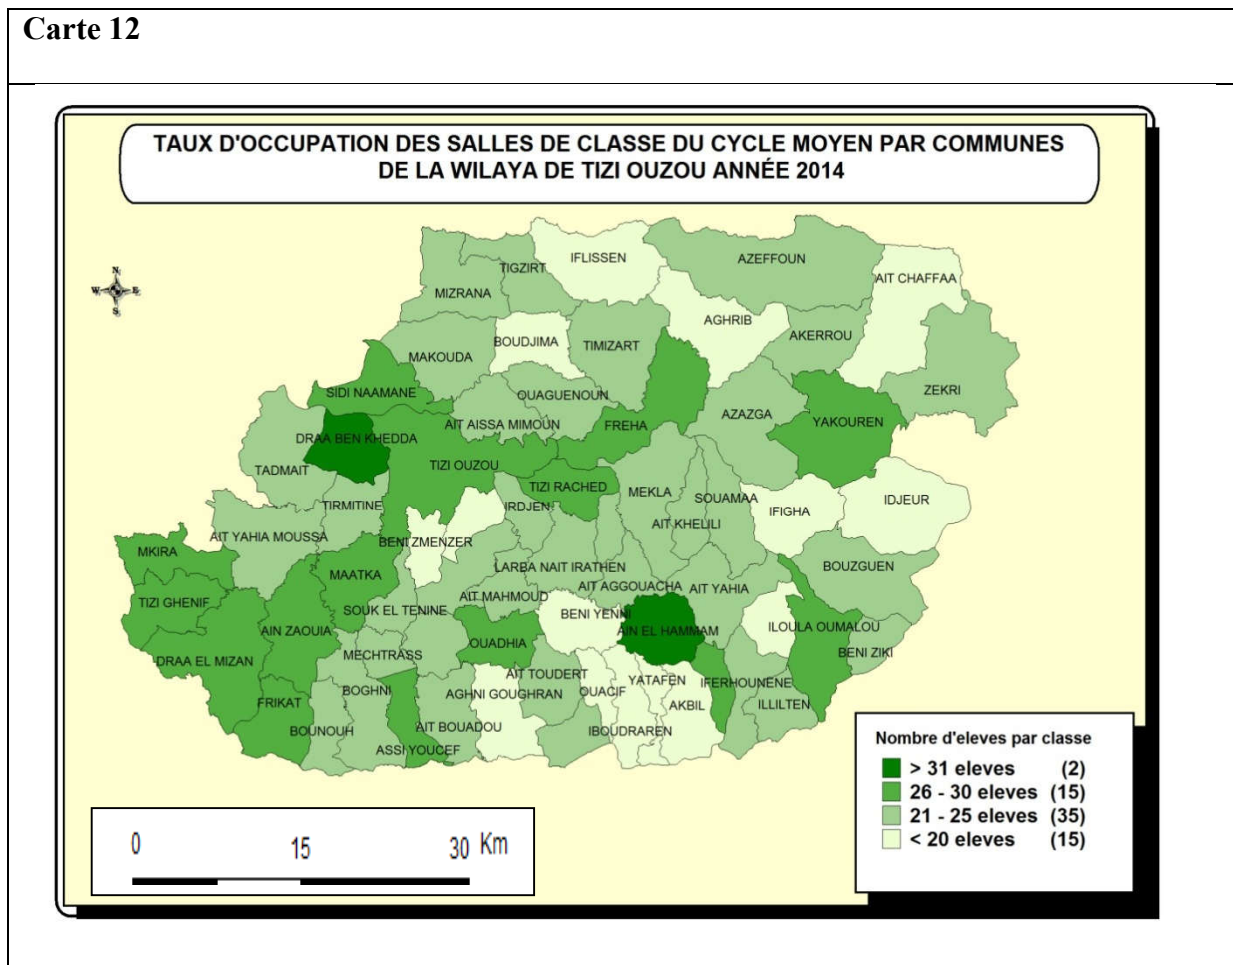 Carte 12
TAUX D'OCCUPATION DES SALLES DE CLASSE DU CYCLE MOYEN PAR COMMUNES
DE LA WILAYA DE TIZI OUZOU ANNÉE 2014
N
W E
S
IFLISSEN
AZEFFOUN
TIGZIRT
AIT CHAFFAA
MIZRANA
AGHRIB
AKERROU
BOUDJIMA
TIMIZART
MAKOUDA
ZEKRI
SIDI NAAMANE
OUAGUENOUN
AZAZGA
YAKOUREN
AIT AISSA MIMOUN
FREHA
DRAA BEN KHEDDA
TIZI OUZOU
TADMAIT
TIZI RACHED
MEKLA
SOUAMAA
IDJEUR
TIRMITINE
IRDJEN
IFIGHA
AIT KHELILI
AIT YAHIA MOUSSA
BENI ZMENZER
MKIRA
LARBA NAIT IRATHEN
BOUZGUEN
MAATKA
AIT AGGOUACHA
AIT YAHIA
TIZI GHENIF
AIT MAHMOUD
SOUK EL TENINE
BENI YENNI
AIN ZAOUIA
AIN EL HAMMAM
ILOULA OUMALOU
OUADHIA
BENI ZIKI
MECHTRASS
DRAA EL MIZAN
AIT TOUDERT
YATAFEN
IFERHOUNENE
BOGHNI
AGHNI GOUGHRAN
OUACIF
FRIKAT
AKBIL
ILLILTEN
AIT BOUADOU
BOUNOUH
IBOUDRAREN
ASSI YOUCEF
Nombre d'eleves par classe
> 31 eleves (2)
26 - 30 eleves (15)
21 - 25 eleves (35)
< 20 eleves (15)
0 15 30 Km